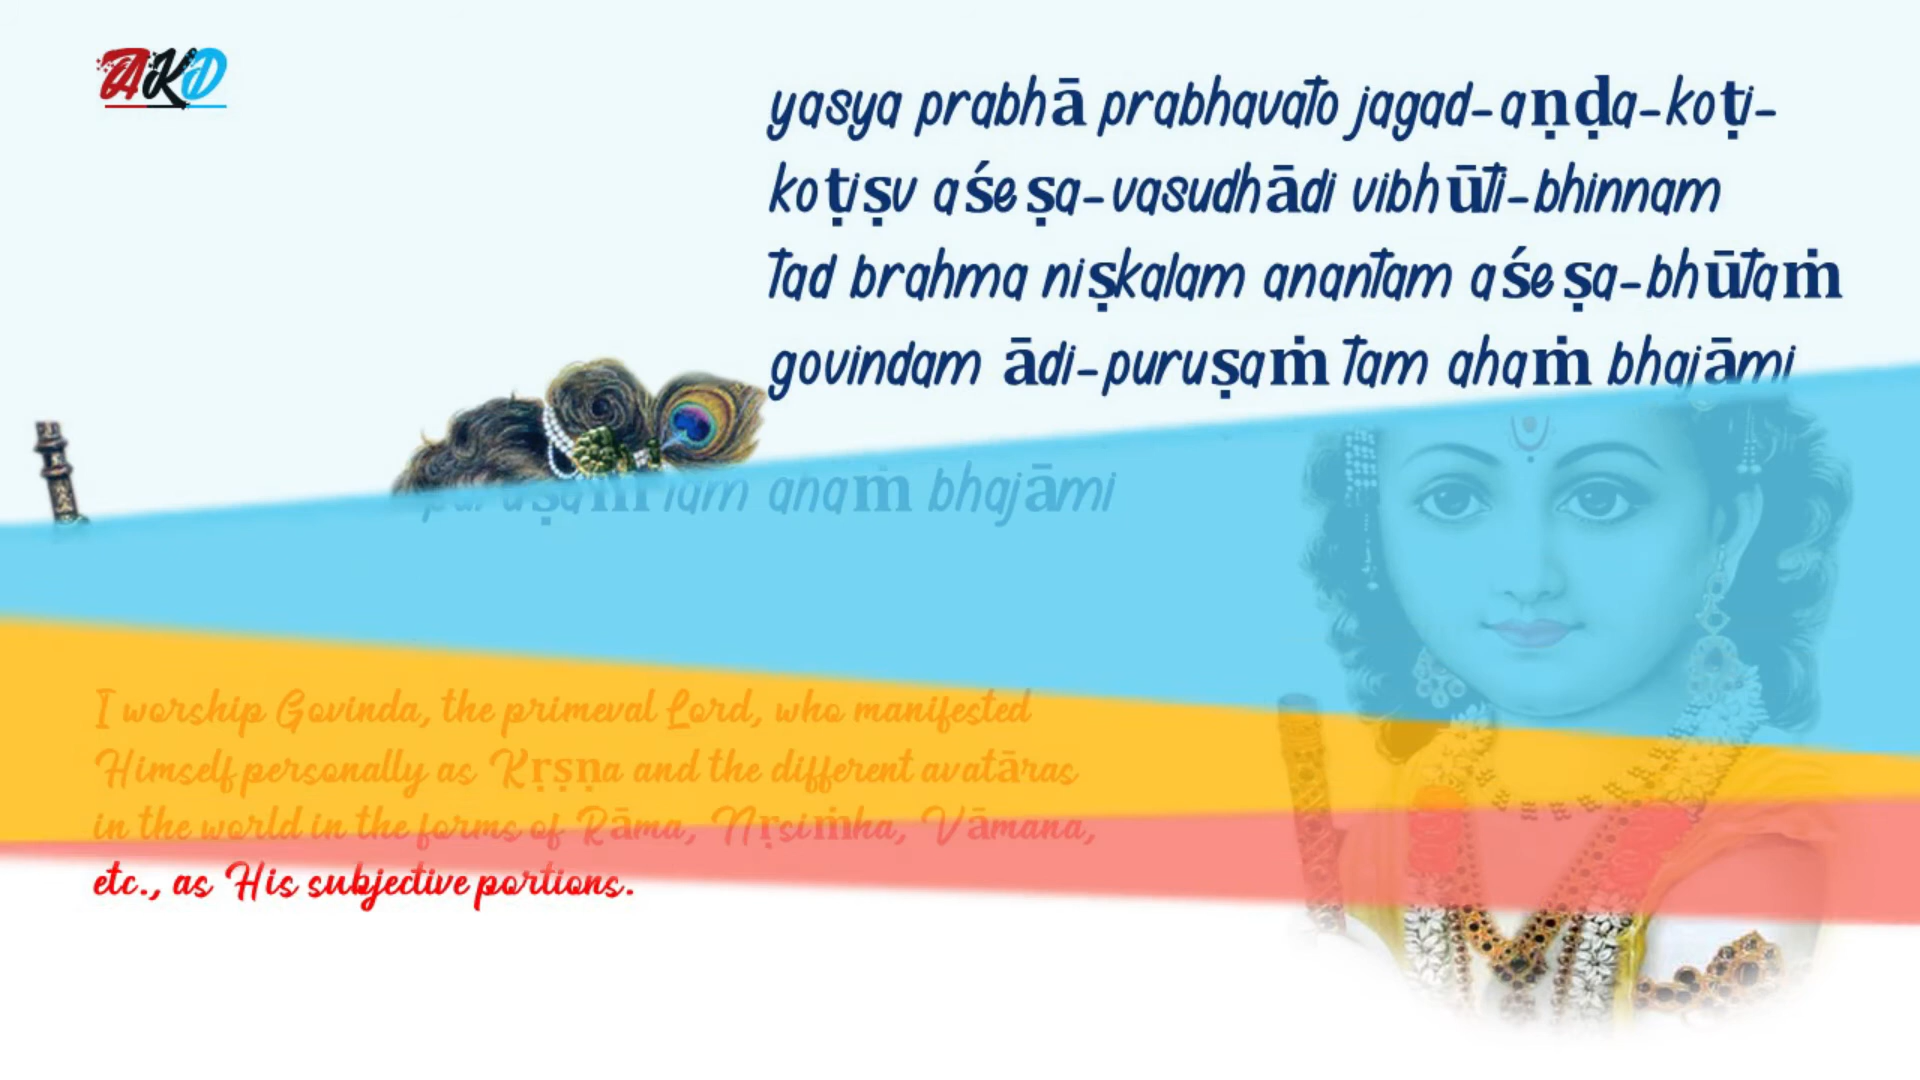 AKD
yasya prabhā prabhavato jagad-aṇḍa-koṭi-
koṭiṣv aśeṣa-vasudhādi vibhūti-bhinnam
tad brahma niṣkalam anantam aśeṣa-bhūtaṁ
govindam ādi-puruṣaṁ tam ahaṁ bhajāmi
puruṣaṁ tam ahaṁ bhajāmi
I worship Govinda, the primeval Lord, who manifested
Himself personally as Kṛṣṇa and the different avatāras
in the world in the forms of Rāma, Nṛsiṁha, Vāmana,
etc., as His subjective portions.